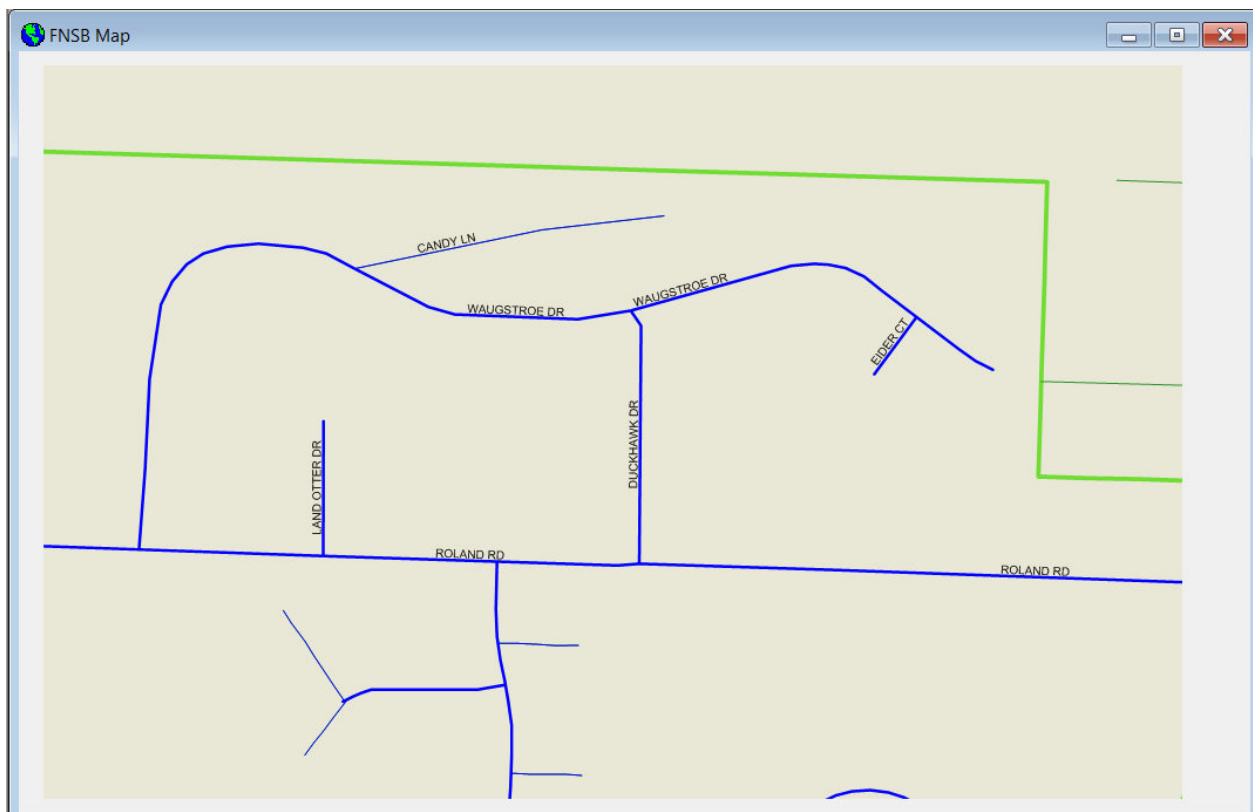 FNSB Map
CANDY LN
WAUGSTROE DR
WAUGSTROE DR
EIDER CT
DUCKHAWK DR
LAND OTTER DR
ROLAND RD
ROLAND RD